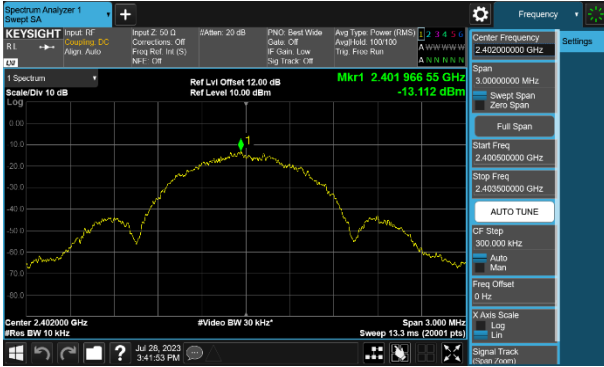 Spectrum Analyzer 1
Swept SA
+
Frequency
KEYSIGHT
RL
LW
Input: RF
Coupling: DC
Align: Auto
Input Z: 50 Ω
Corrections: Off
Freq Ref: Int (S)
NFE: Off
#Atten: 20 dB
PNO: Best Wide
Gate: Off
IF Gain: Low
Sig Track: Off
Avg Type: Power (RMS)
Avg|Hold: 100/100
Trig: Free Run
1 2 3 4 5 6
A W W W W W
A N N N N N
1 Spectrum
Scale/Div 10 dB
Log
Ref Lvl Offset 12.00 dB
Ref Level 10.00 dBm
Mkr1 2.401 966 55 GHz
-13.112 dBm
0.00
-10.0
-20.0
-30.0
-40.0
-50.0
-60.0
-70.0
-80.0
1
Center 2.402000 GHz
#Res BW 10 kHz
#Video BW 30 kHz*
Span 3.000 MHz
Sweep 13.3 ms (20001 pts)
?
Jul 28, 2023
3:41:53 PM
Center Frequency
2.402000000 GHz
Span
3.00000000 MHz
Swept Span
Zero Span
Full Span
Start Freq
2.400500000 GHz
Stop Freq
2.403500000 GHz
AUTO TUNE
CF Step
300.000 kHz
Auto
Man
Freq Offset
0 Hz
X Axis Scale
Log
Lin
Signal Track
(Span Zoom)
Settings